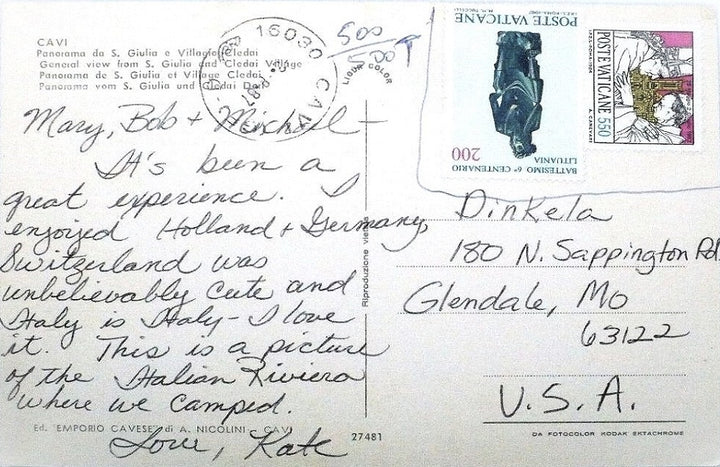 CAVI
Panorama da S. Giulia e Villaggio Cledai
General view from S. Giulia and Cledai Village
Panorama de S. Giulia et Village Cledai
Panorama vom S. Giulia und Cledai Dorf
16030 CAVI
87
LIQUA COLOR
500
500 T
POSTE VATICANE
BATTESIMO 6° CENTENARIO
LITUANIA
200
POSTE VATICANE 550
Mary, Bob + Michael -
It's been a
great experience. I
enjoyed Holland + Germany,
Switzerland was
unbelievably cute and
Italy is Italy - I love
it. This is a picture
of the Italian Riviera
where we camped.
Love, Kate
Dinkela
180 N. Sappington Rd.
Glendale, Mo
63122
U.S.A.
Riproduzione
Ed. "EMPORIO CAVESE" di A. NICOLINI - CAVI
27481
DA FOTOCOLOR KODAK EKTACHROME